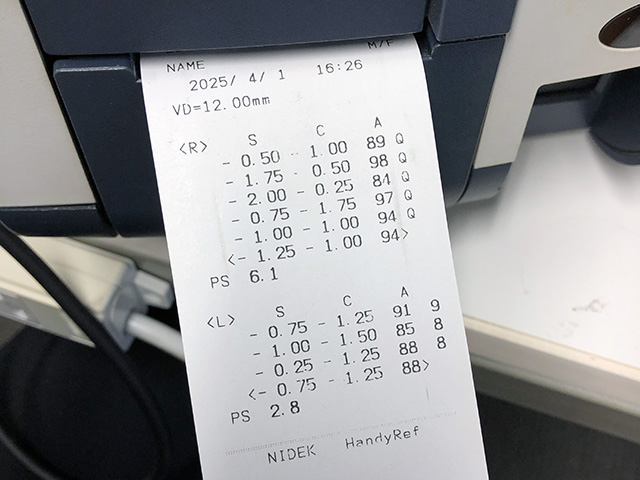 NAME M/F
2025/ 4/ 1 16:26
VD=12.00mm
<R> S C A
- 0.50 - 1.00 89 Q
- 1.75 - 0.50 98 Q
- 2.00 - 0.25 84 Q
- 0.75 - 1.75 97 Q
- 1.00 - 1.00 94 Q
<- 1.25 - 1.00 94>
PS 6.1
<L> S C A
- 0.75 - 1.25 91 9
- 1.00 - 1.50 85 8
- 0.25 - 1.25 88 8
<- 0.75 - 1.25 88>
PS 2.8
NIDEK HandyRef